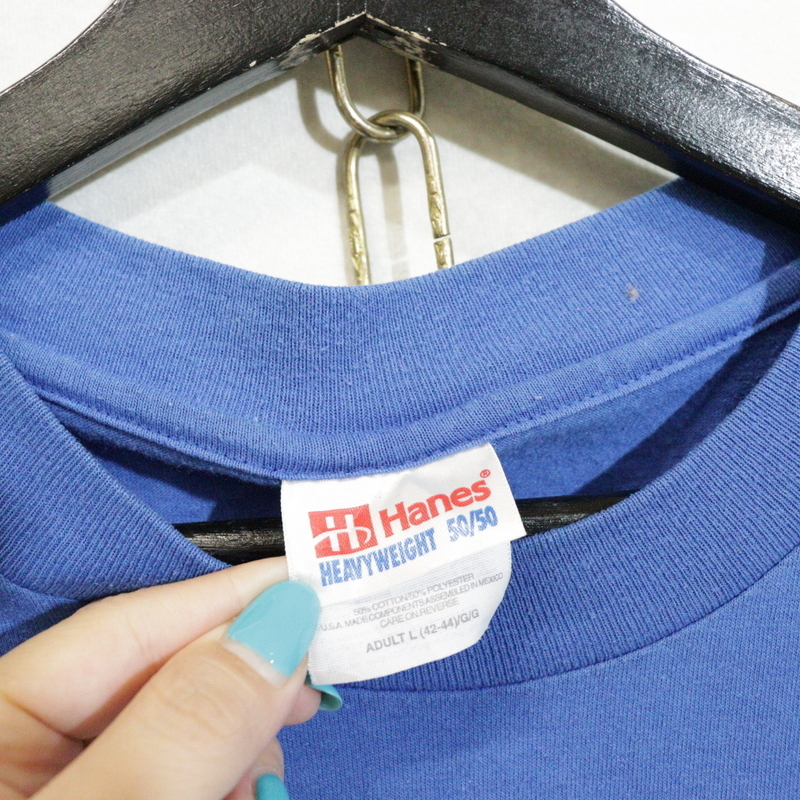 Hanes®
HEAVYWEIGHT 50/50
50% COTTON/50% POLYESTER
U.S.A. MADE COMPONENTS ASSEMBLED IN MEXICO
CARE ON REVERSE
ADULT L (42-44)/G/G